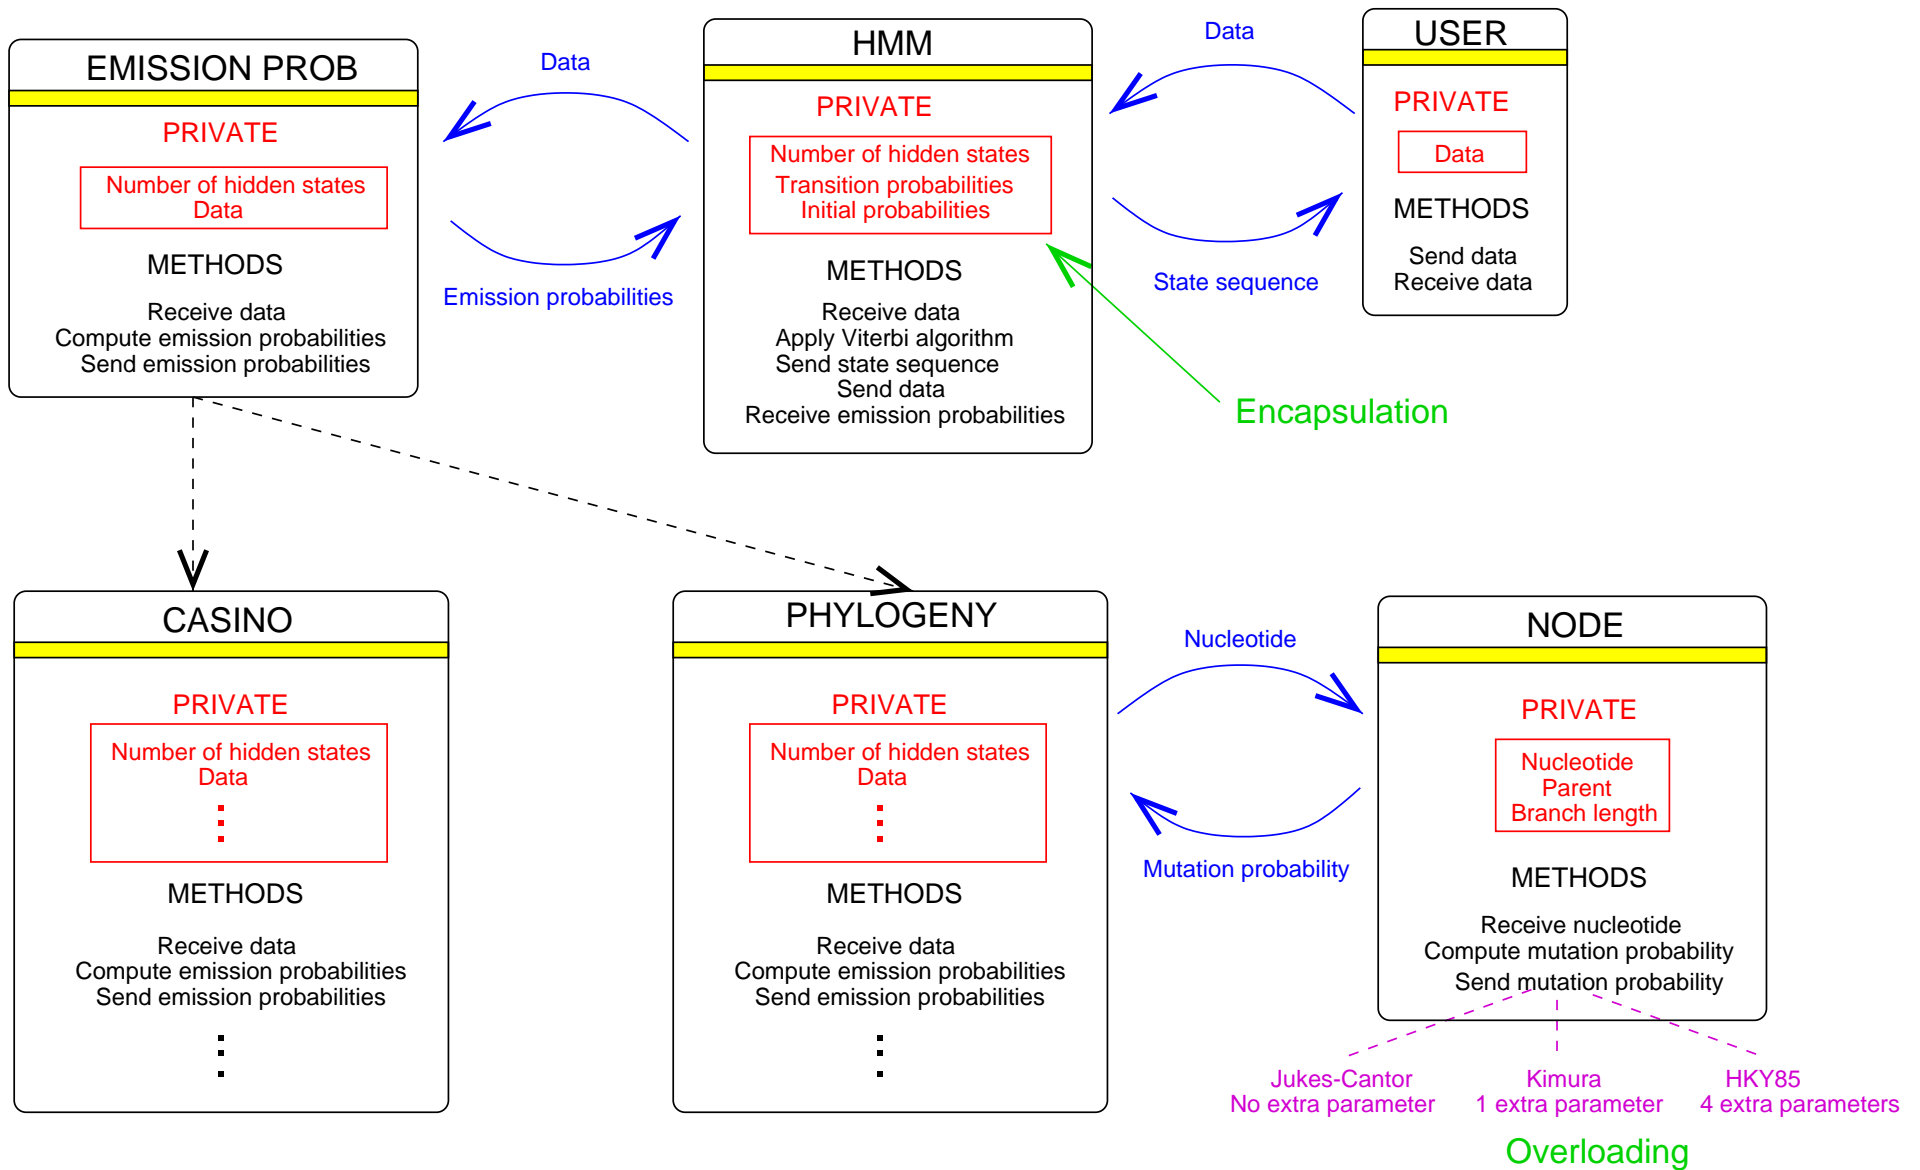 EMISSION PROB
PRIVATE
Number of hidden states
Data
METHODS
Receive data
Compute emission probabilities
Send emission probabilities
Data
Emission probabilities
HMM
PRIVATE
Number of hidden states
Transition probabilities
Initial probabilities
METHODS
Receive data
Apply Viterbi algorithm
Send state sequence
Send data
Receive emission probabilities
Data
State sequence
USER
PRIVATE
Data
METHODS
Send data
Receive data
Encapsulation
CASINO
PRIVATE
Number of hidden states
Data
METHODS
Receive data
Compute emission probabilities
Send emission probabilities
PHYLOGENY
PRIVATE
Number of hidden states
Data
METHODS
Receive data
Compute emission probabilities
Send emission probabilities
Nucleotide
Mutation probability
NODE
PRIVATE
Nucleotide
Parent
Branch length
METHODS
Receive nucleotide
Compute mutation probability
Send mutation probability
Jukes-Cantor
No extra parameter
Kimura
1 extra parameter
HKY85
4 extra parameters
Overloading